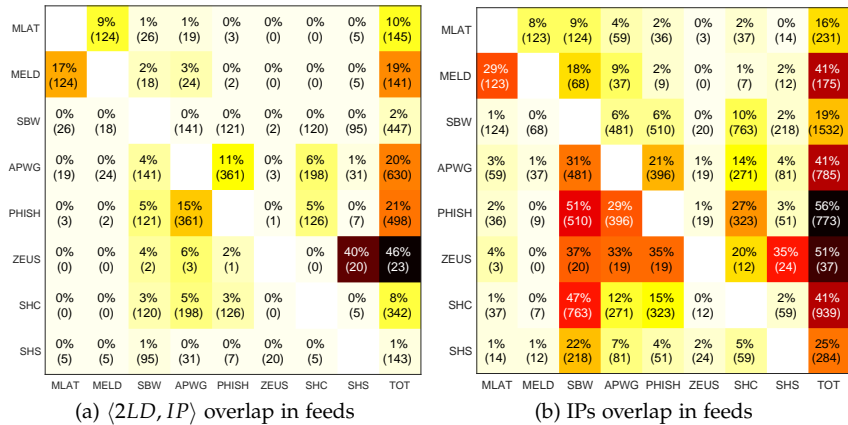 MLAT 9% 1% 1% 0% 0% 0% 0% 10%
(124) (26) (19) (3) (0) (0) (5) (145)
MELD 17% 2% 3% 0% 0% 0% 0% 19%
(124) (18) (24) (2) (0) (0) (5) (141)
SBW 0% 0% 0% 0% 0% 0% 0% 2%
(26) (18) (141) (121) (2) (120) (95) (447)
APWG 0% 0% 4% 11% 0% 6% 1% 20%
(19) (24) (141) (361) (3) (198) (31) (630)
PHISH 0% 0% 5% 15% 0% 5% 0% 21%
(3) (2) (121) (361) (1) (126) (7) (498)
ZEUS 0% 0% 4% 6% 2% 0% 40% 46%
(0) (0) (2) (3) (1) (0) (20) (23)
SHC 0% 0% 3% 5% 3% 0% 0% 8%
(0) (0) (120) (198) (126) (0) (5) (342)
SHS 0% 0% 1% 0% 0% 0% 0% 1%
(5) (5) (95) (31) (7) (20) (5) (143)
MLAT MELD SBW APWG PHISH ZEUS SHC SHS TOT
(a) ⟨2LD, IP⟩ overlap in feeds
MLAT 8% 9% 4% 2% 0% 2% 0% 16%
(123) (124) (59) (36) (3) (37) (14) (231)
MELD 29% 18% 9% 2% 0% 1% 2% 41%
(123) (68) (37) (9) (0) (7) (12) (175)
SBW 1% 0% 6% 6% 0% 10% 2% 19%
(124) (68) (481) (510) (20) (763) (218) (1532)
APWG 3% 1% 31% 21% 1% 14% 4% 41%
(59) (37) (481) (396) (19) (271) (81) (785)
PHISH 2% 0% 51% 29% 1% 27% 3% 56%
(36) (9) (510) (396) (19) (323) (51) (773)
ZEUS 4% 0% 37% 33% 35% 20% 35% 51%
(3) (0) (20) (19) (19) (12) (24) (37)
SHC 1% 0% 47% 12% 15% 0% 2% 41%
(37) (7) (763) (271) (323) (12) (59) (939)
SHS 1% 1% 22% 7% 4% 2% 5% 25%
(14) (12) (218) (81) (51) (24) (59) (284)
MLAT MELD SBW APWG PHISH ZEUS SHC SHS TOT
(b) IPs overlap in feeds